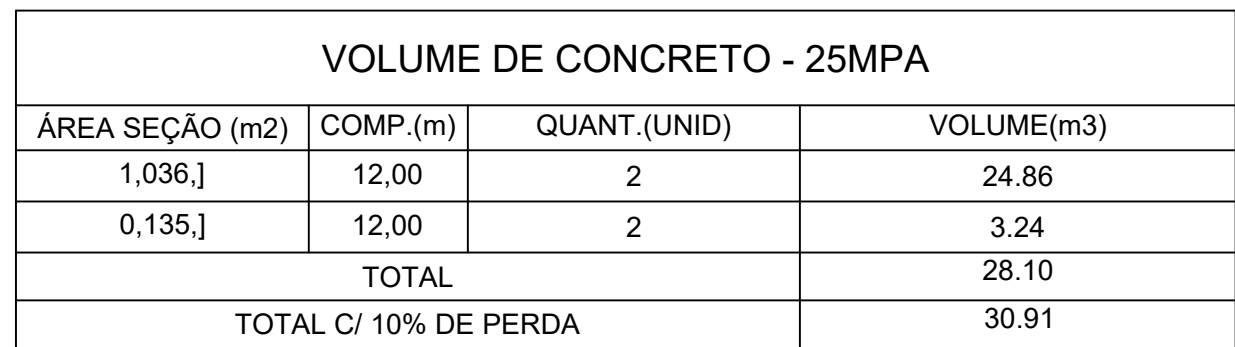 VOLUME DE CONCRETO - 25MPA
ÁREA SEÇÃO (m2) COMP.(m) QUANT.(UNID) VOLUME(m3)
1,036,] 12,00 2 24.86
0,135,] 12,00 2 3.24
TOTAL 28.10
TOTAL C/ 10% DE PERDA 30.91